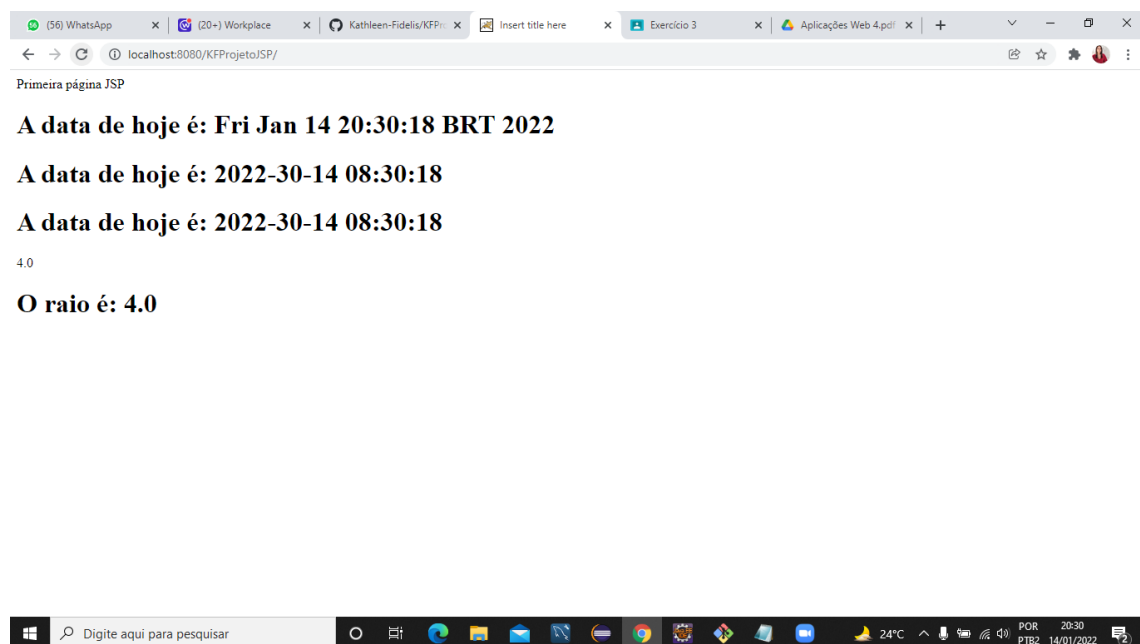 56 (56) WhatsApp
(20+) Workplace
Kathleen-Fidelis/KFPr
Insert title here
Exercício 3
Aplicações Web 4.pdf
localhost:8080/KFProjetoJSP/
Primeira página JSP
A data de hoje é: Fri Jan 14 20:30:18 BRT 2022
A data de hoje é: 2022-30-14 08:30:18
A data de hoje é: 2022-30-14 08:30:18
4.0
O raio é: 4.0
Digite aqui para pesquisar
24°C
POR
PTB2
20:30
14/01/2022
2